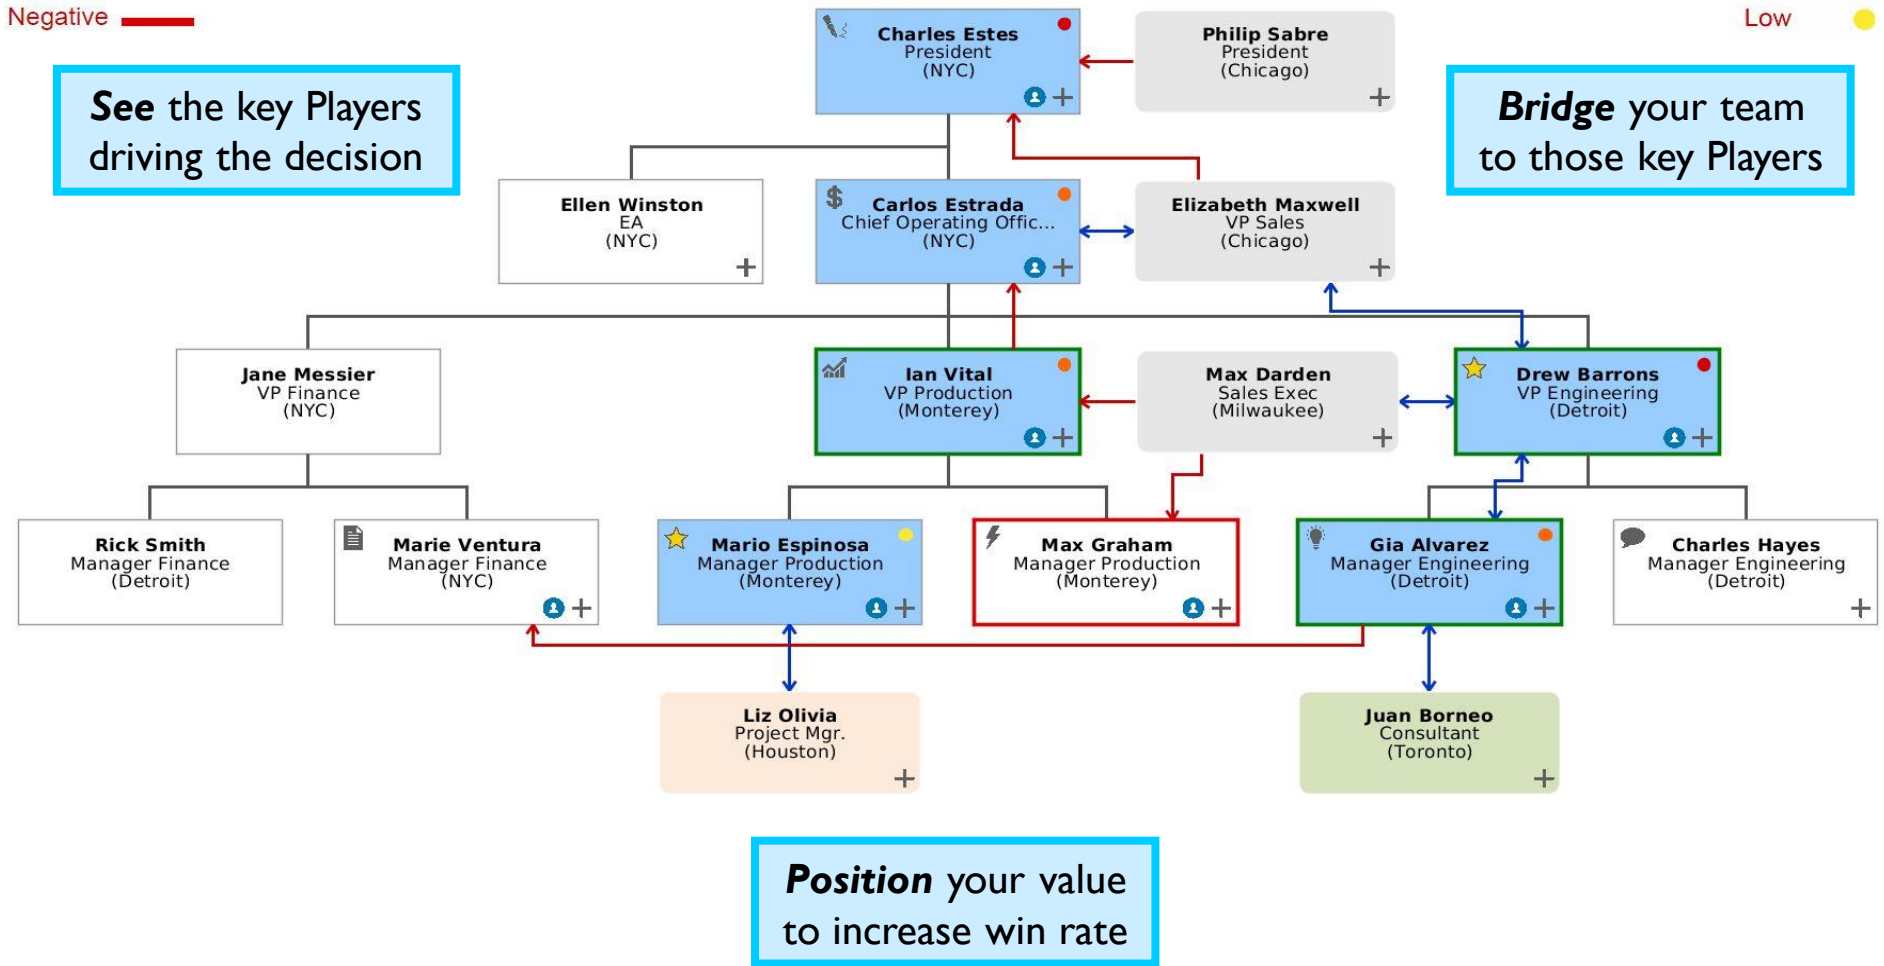 Negative
Low
See the key Players
driving the decision
Charles Estes
President
(NYC)
Philip Sabre
President
(Chicago)
Bridge your team
to those key Players
Ellen Winston
EA
(NYC)
$
Carlos Estrada
Chief Operating Offic...
(NYC)
Elizabeth Maxwell
VP Sales
(Chicago)
Jane Messier
VP Finance
(NYC)
Ian Vital
VP Production
(Monterey)
Max Darden
Sales Exec
(Milwaukee)
Drew Barrons
VP Engineering
(Detroit)
Rick Smith
Manager Finance
(Detroit)
Marie Ventura
Manager Finance
(NYC)
Mario Espinosa
Manager Production
(Monterey)
Max Graham
Manager Production
(Monterey)
Gia Alvarez
Manager Engineering
(Detroit)
Charles Hayes
Manager Engineering
(Detroit)
Liz Olivia
Project Mgr.
(Houston)
Juan Borneo
Consultant
(Toronto)
Position your value
to increase win rate